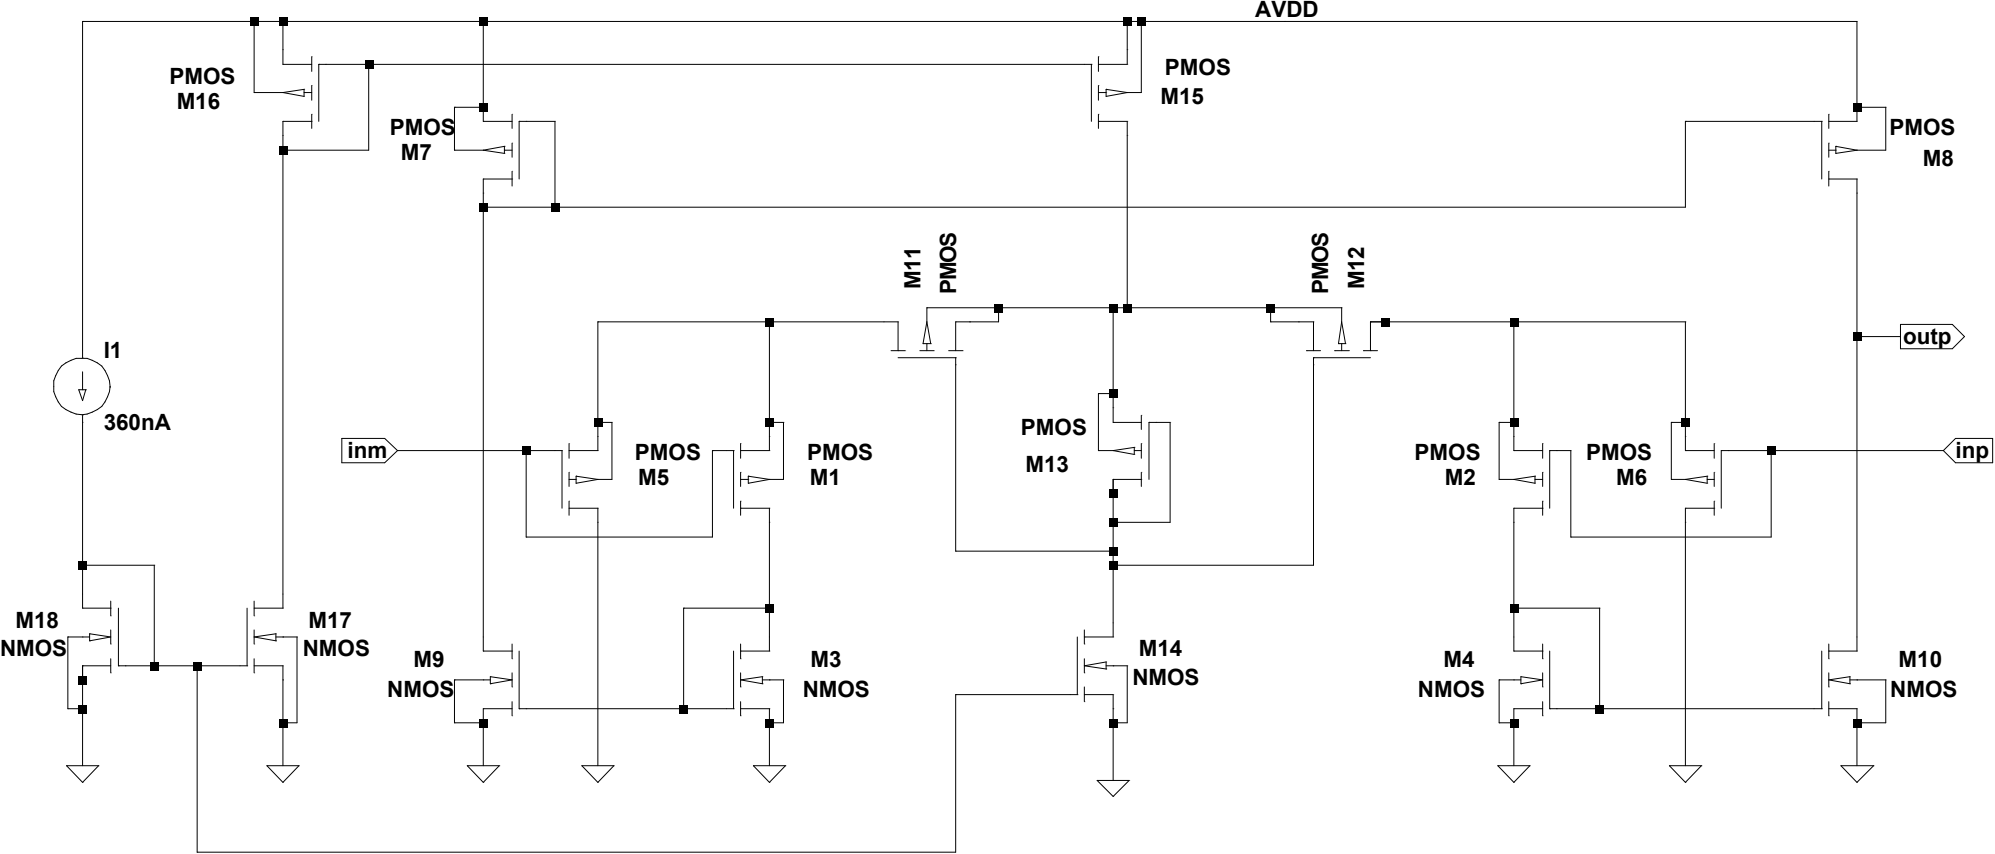 AVDD
PMOS
M16
PMOS
M15
PMOS
M7
PMOS
M8
M11
PMOS
PMOS
M12
I1
360nA
outp
inm
PMOS
M5
PMOS
M1
PMOS
M13
PMOS
M2
PMOS
M6
inp
M18
NMOS
M17
NMOS
M9
NMOS
M3
NMOS
M14
NMOS
M4
NMOS
M10
NMOS